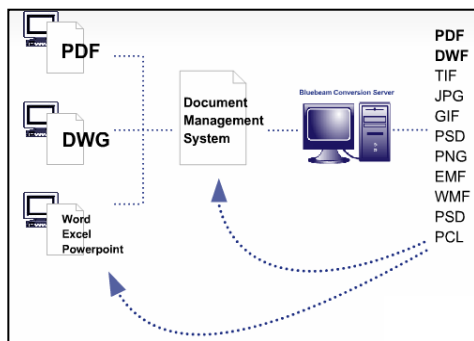 PDF
DWG
Word
Excel
Powerpoint
Document
Management
System
Bluebeam Conversion Server
PDF
DWF
TIF
JPG
GIF
PSD
PNG
EMF
WMF
PSD
PCL